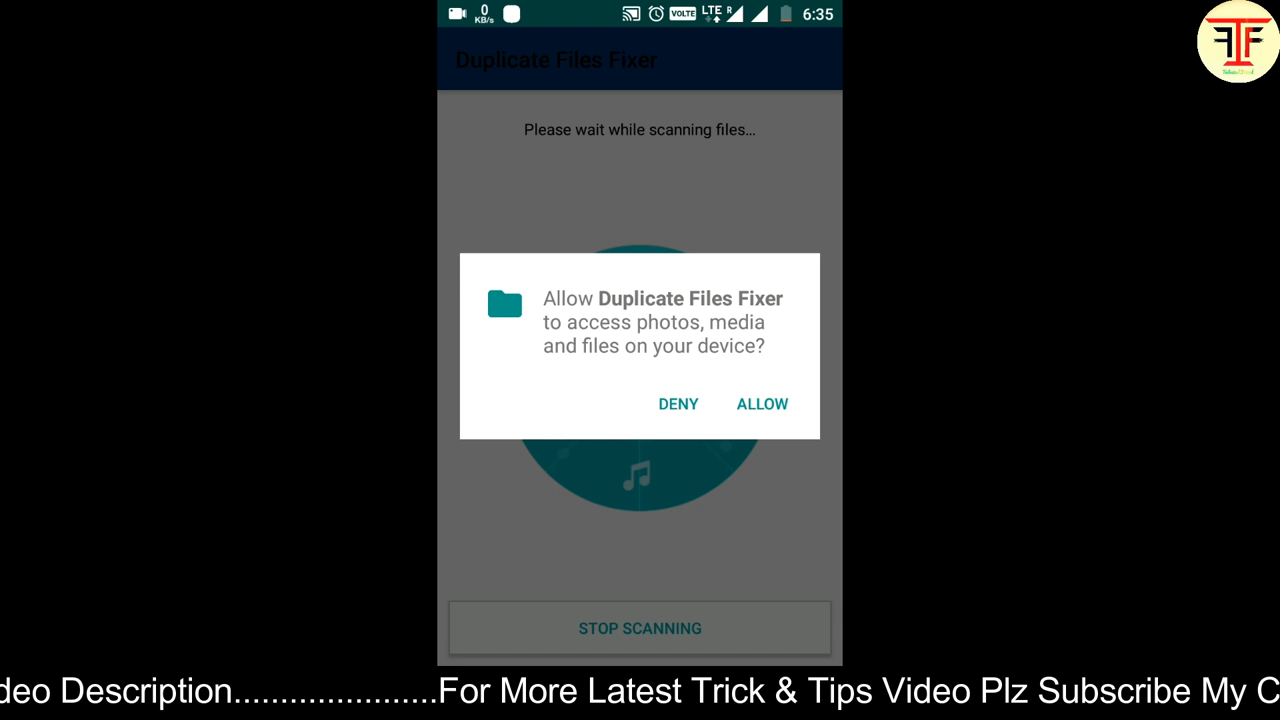 0
KB/s
VOLTE
LTE
R
6:35
Duplicate Files Fixer
Please wait while scanning files...
Allow Duplicate Files Fixer
to access photos, media
and files on your device?
DENY ALLOW
STOP SCANNING
deo Description......................For More Latest Trick & Tips Video Plz Subscribe My C